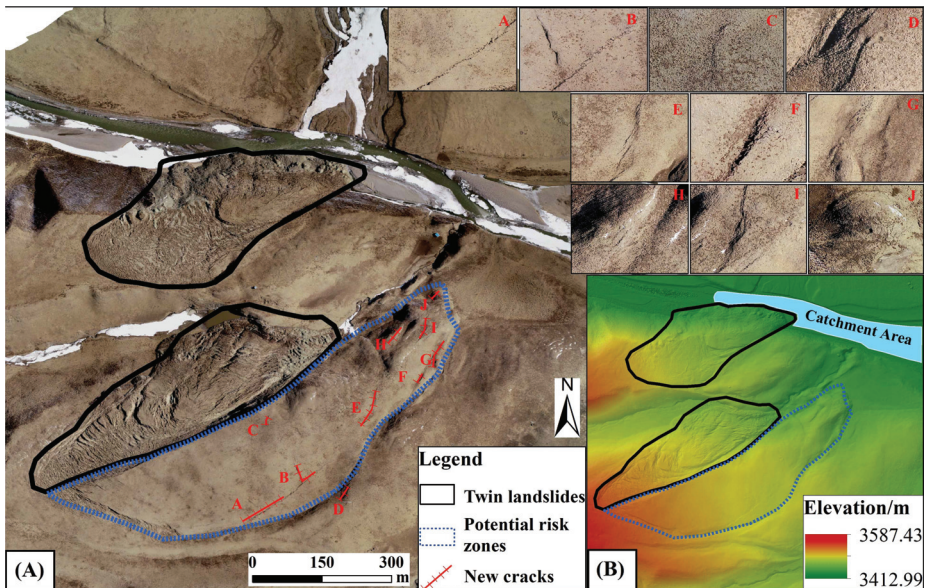 A
B
C
D
E
F
G
H
I
J
Catchment Area
J
I
H
G
F
E
C
B
A
D
N
Legend
Twin landslides
Potential risk
zones
New cracks
0 150 300
m
(A)
Elevation/m
3587.43
3412.99
(B)